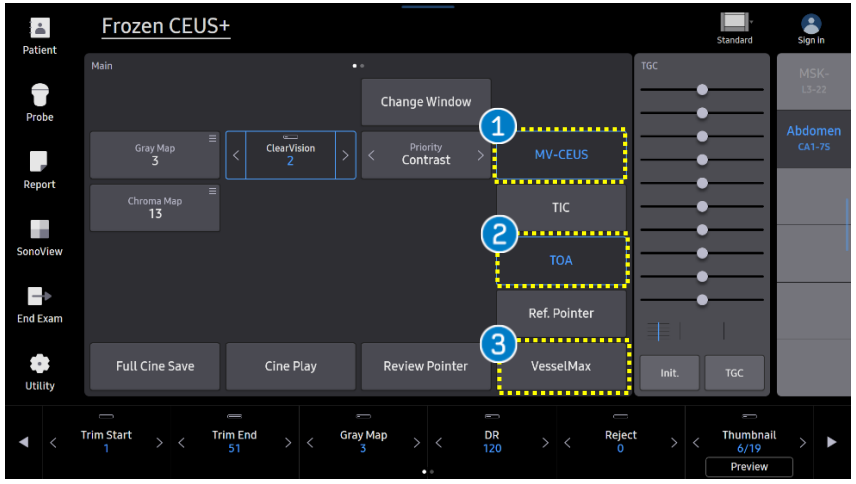 Patient
Frozen CEUS+
Standard
Sign in
Main
TGC
MSK-
L3-22
Probe
Change Window
1
Abdomen
CA1-7S
Gray Map
3
ClearVision
2
Priority
Contrast
MV-CEUS
Report
Chroma Map
13
TIC
2
SonoView
TOA
End Exam
Ref. Pointer
3
Utility
Full Cine Save
Cine Play
Review Pointer
VesselMax
Init.
TGC
Trim Start
1
Trim End
51
Gray Map
3
DR
120
Reject
0
Thumbnail
6/19
Preview